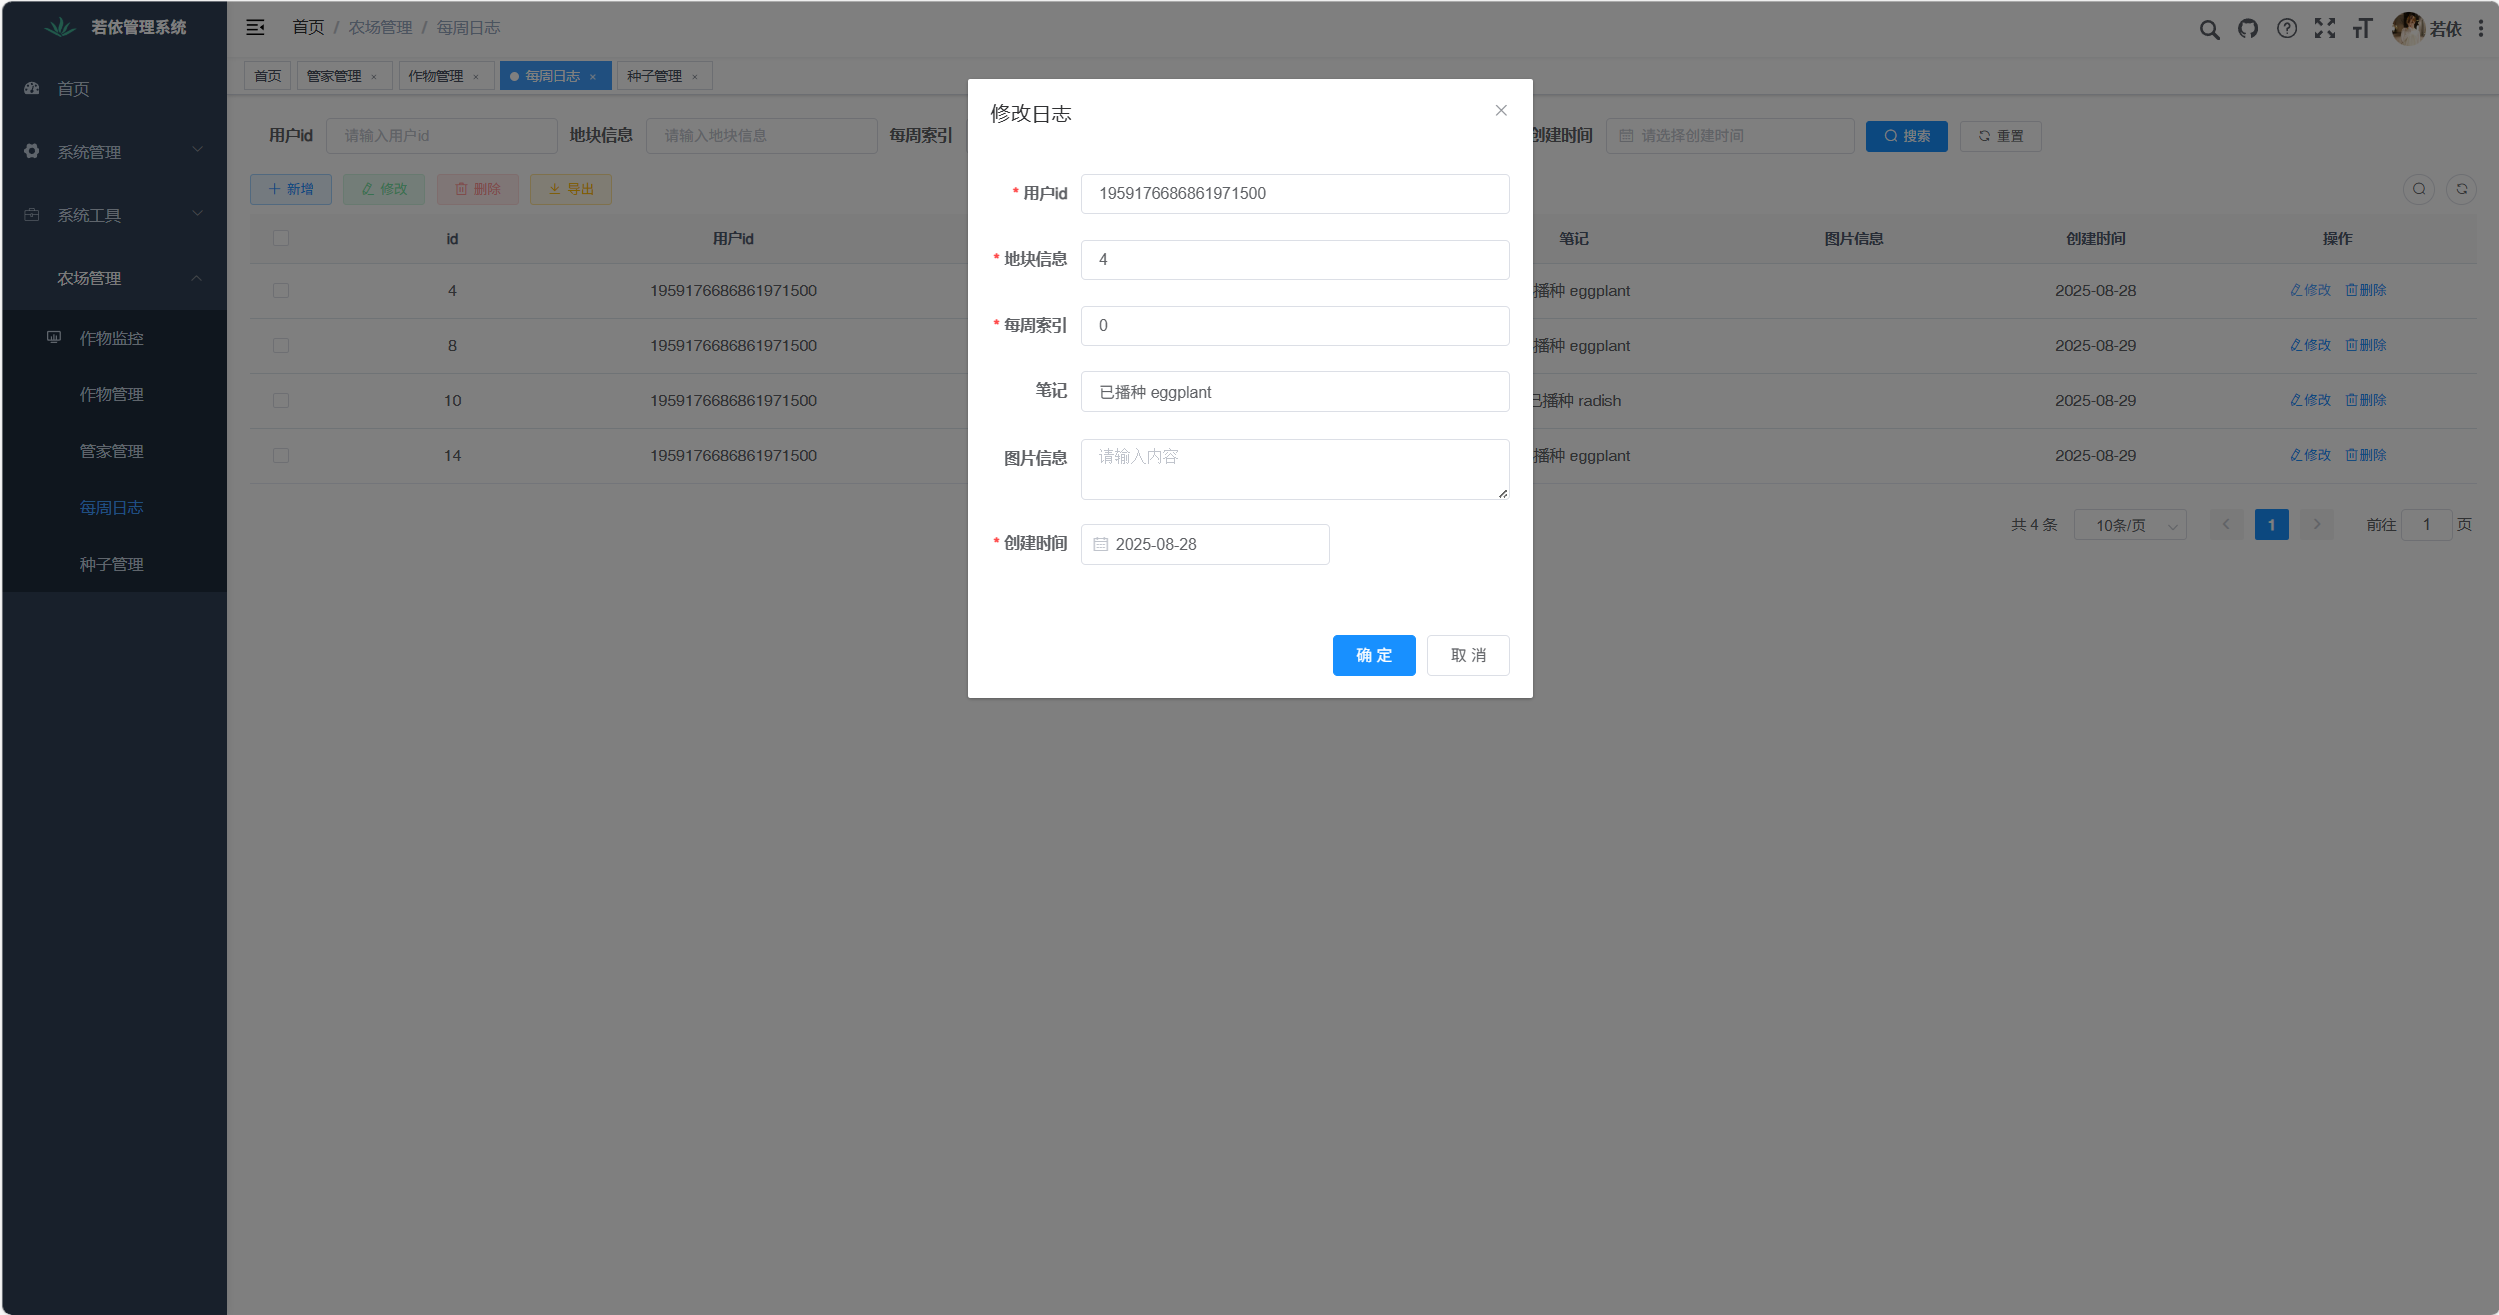 若依管理系统
首页
系统管理
系统工具
农场管理
作物监控
作物管理
管家管理
每周日志
种子管理
首页 / 农场管理 / 每周日志
若依
首页 管家管理 × 作物管理 × 每周日志 × 种子管理 ×
用户id 请输入用户id 地块信息 请输入地块信息 每周索引 创建时间 请选择创建时间 搜索 重置
新增 修改 删除 导出
id 用户id 笔记 图片信息 创建时间 操作
4 1959176686861971500 播种 eggplant 2025-08-28 修改 删除
8 1959176686861971500 播种 eggplant 2025-08-29 修改 删除
10 1959176686861971500 已播种 radish 2025-08-29 修改 删除
14 1959176686861971500 播种 eggplant 2025-08-29 修改 删除
共 4 条 10条/页 1 前往 1 页
修改日志
* 用户id 1959176686861971500
* 地块信息 4
* 每周索引 0
笔记 已播种 eggplant
图片信息 请输入内容
* 创建时间 2025-08-28
确 定 取 消